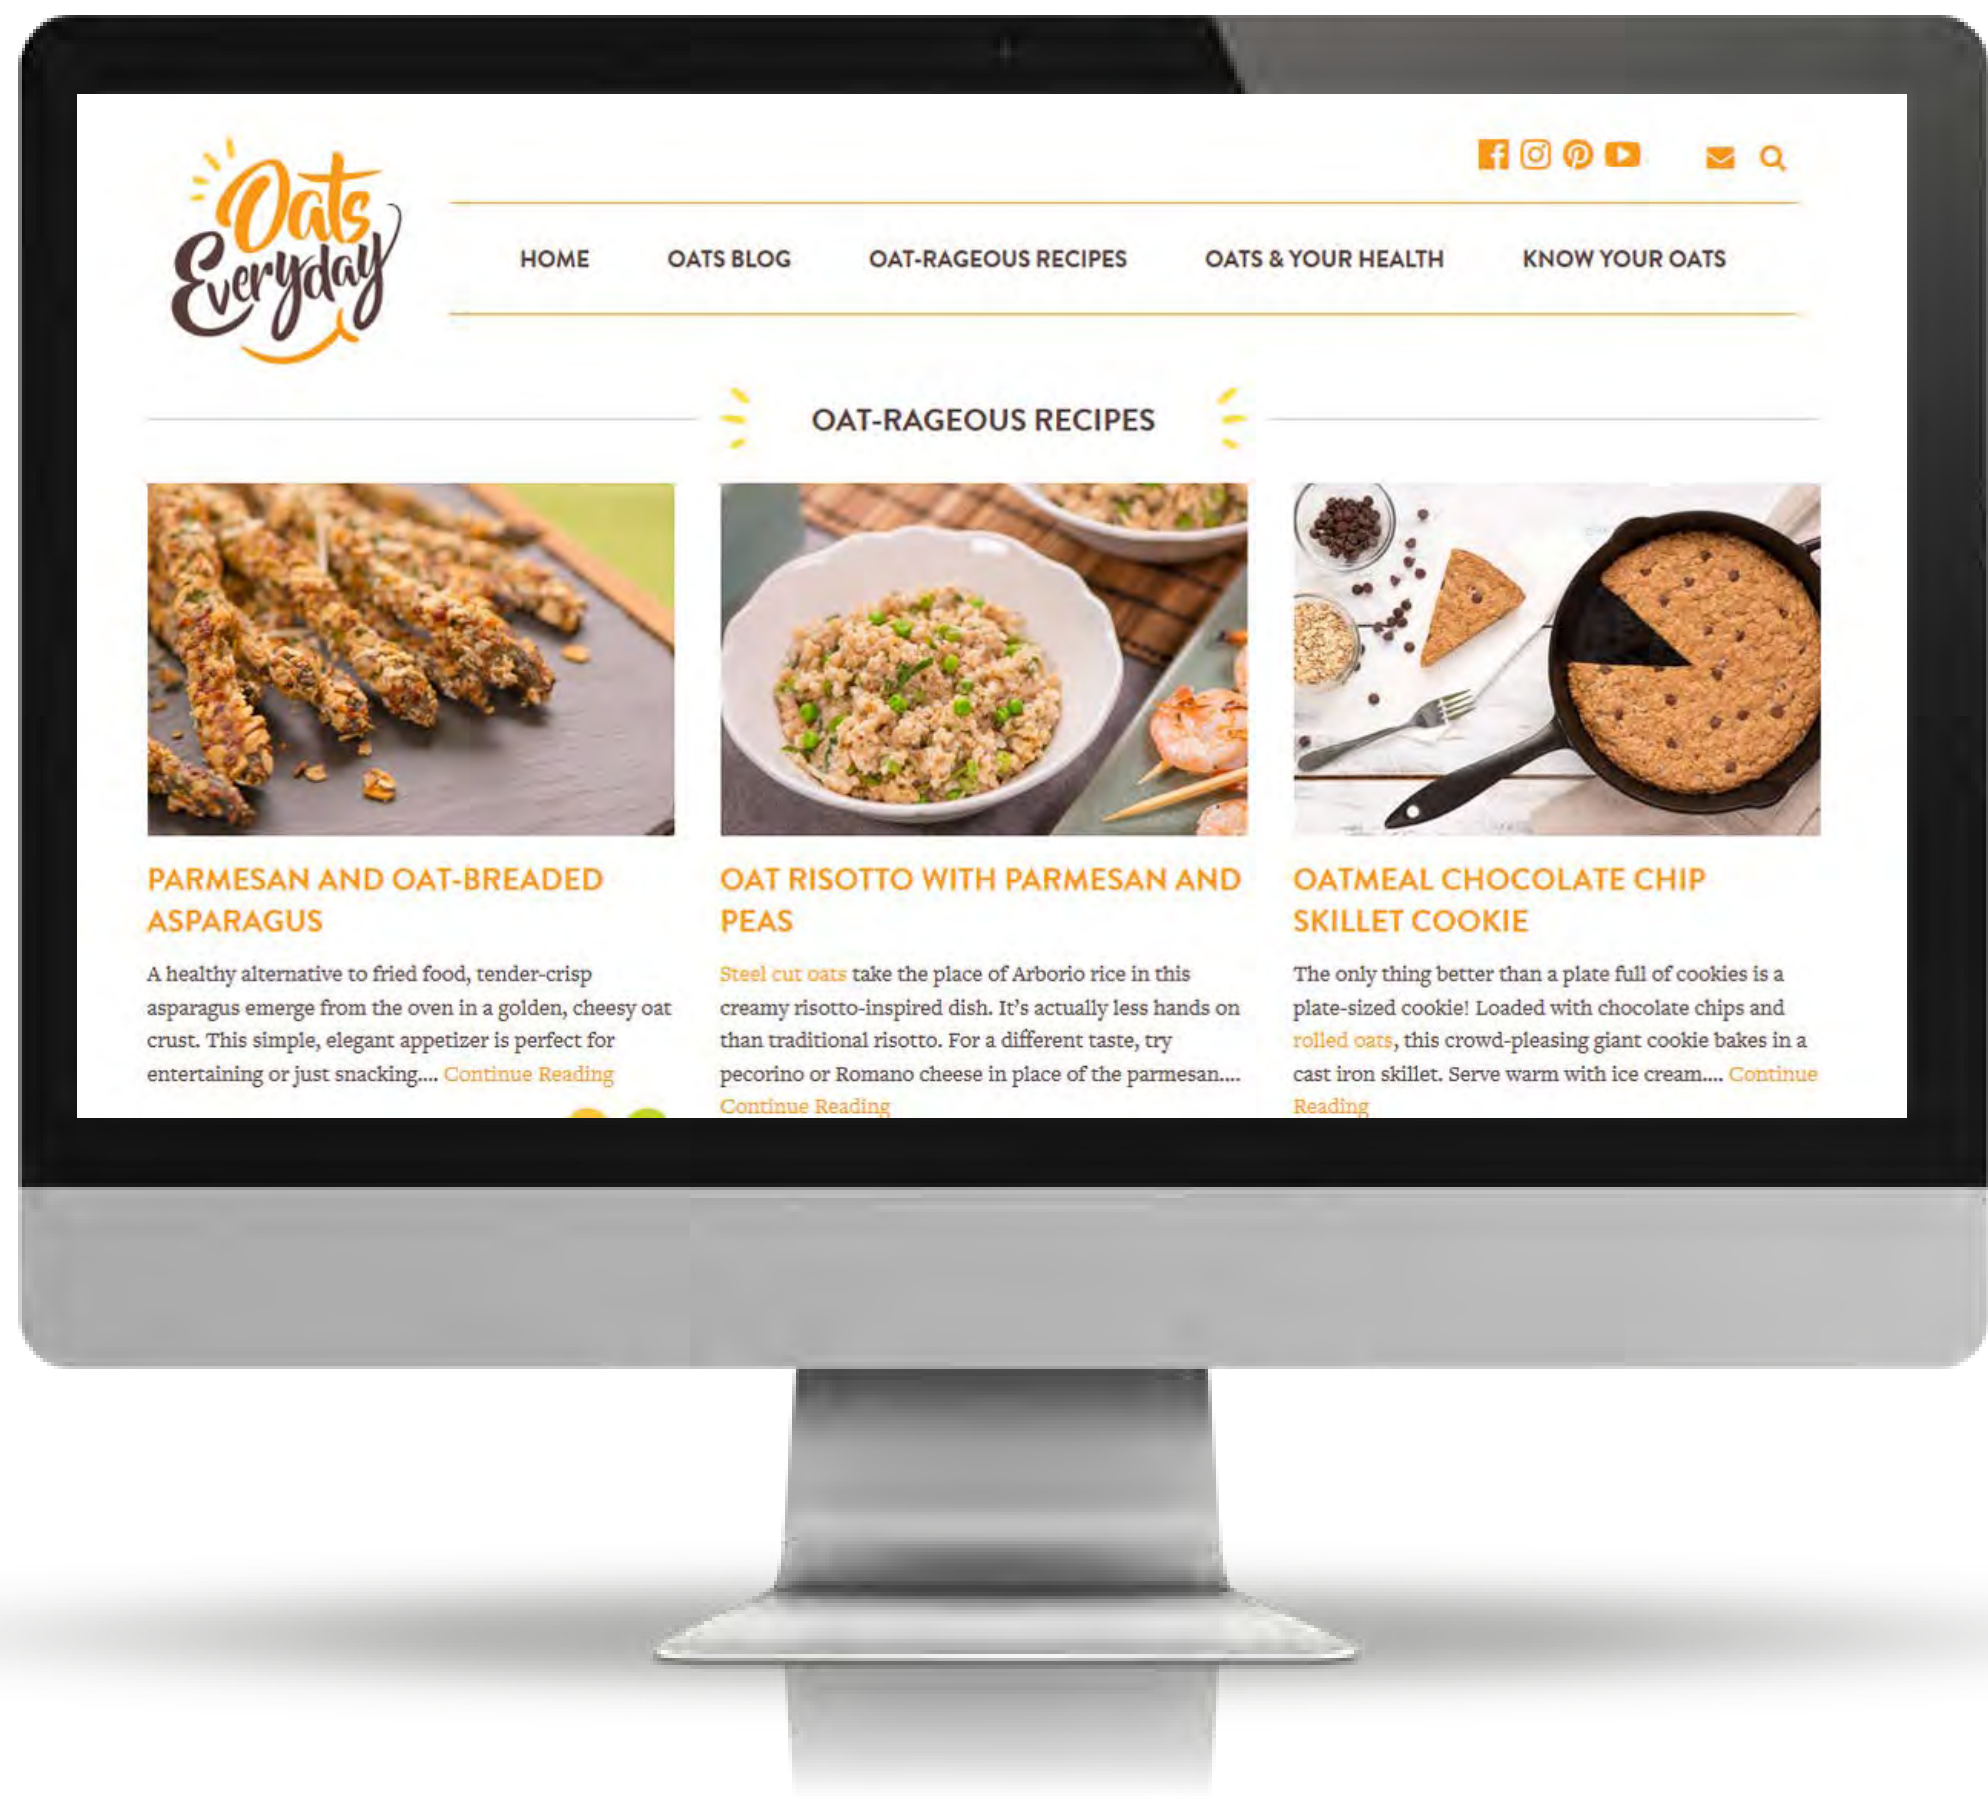 Oats
Everyday
HOME OATS BLOG OAT-RAGEOUS RECIPES OATS & YOUR HEALTH KNOW YOUR OATS
OAT-RAGEOUS RECIPES
PARMESAN AND OAT-BREADED
ASPARAGUS
A healthy alternative to fried food, tender-crisp
asparagus emerge from the oven in a golden, cheesy oat
crust. This simple, elegant appetizer is perfect for
entertaining or just snacking.... Continue Reading
OAT RISOTTO WITH PARMESAN AND
PEAS
Steel cut oats take the place of Arborio rice in this
creamy risotto-inspired dish. It's actually less hands on
than traditional risotto. For a different taste, try
pecorino or Romano cheese in place of the parmesan....
Continue Reading
OATMEAL CHOCOLATE CHIP
SKILLET COOKIE
The only thing better than a plate full of cookies is a
plate-sized cookie! Loaded with chocolate chips and
rolled oats, this crowd-pleasing giant cookie bakes in a
cast iron skillet. Serve warm with ice cream.... Continue
Reading